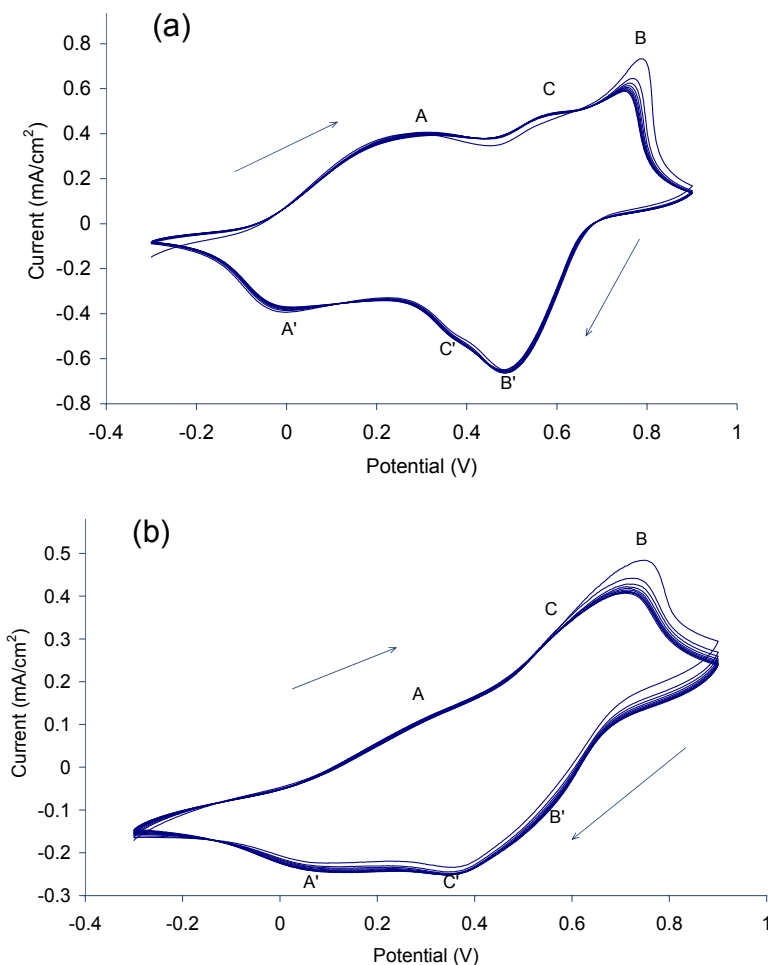 (a)
B
C
A
A'
C'
B'
0.8
0.6
0.4
0.2
0
-0.2
-0.4
-0.6
-0.8
Current (mA/cm²)
-0.4 -0.2 0 0.2 0.4 0.6 0.8 1
Potential (V)
(b)
B
C
A
B'
A'
C'
0.5
0.4
0.3
0.2
0.1
0
-0.1
-0.2
-0.3
Current (mA/cm²)
-0.4 -0.2 0 0.2 0.4 0.6 0.8 1
Potential (V)